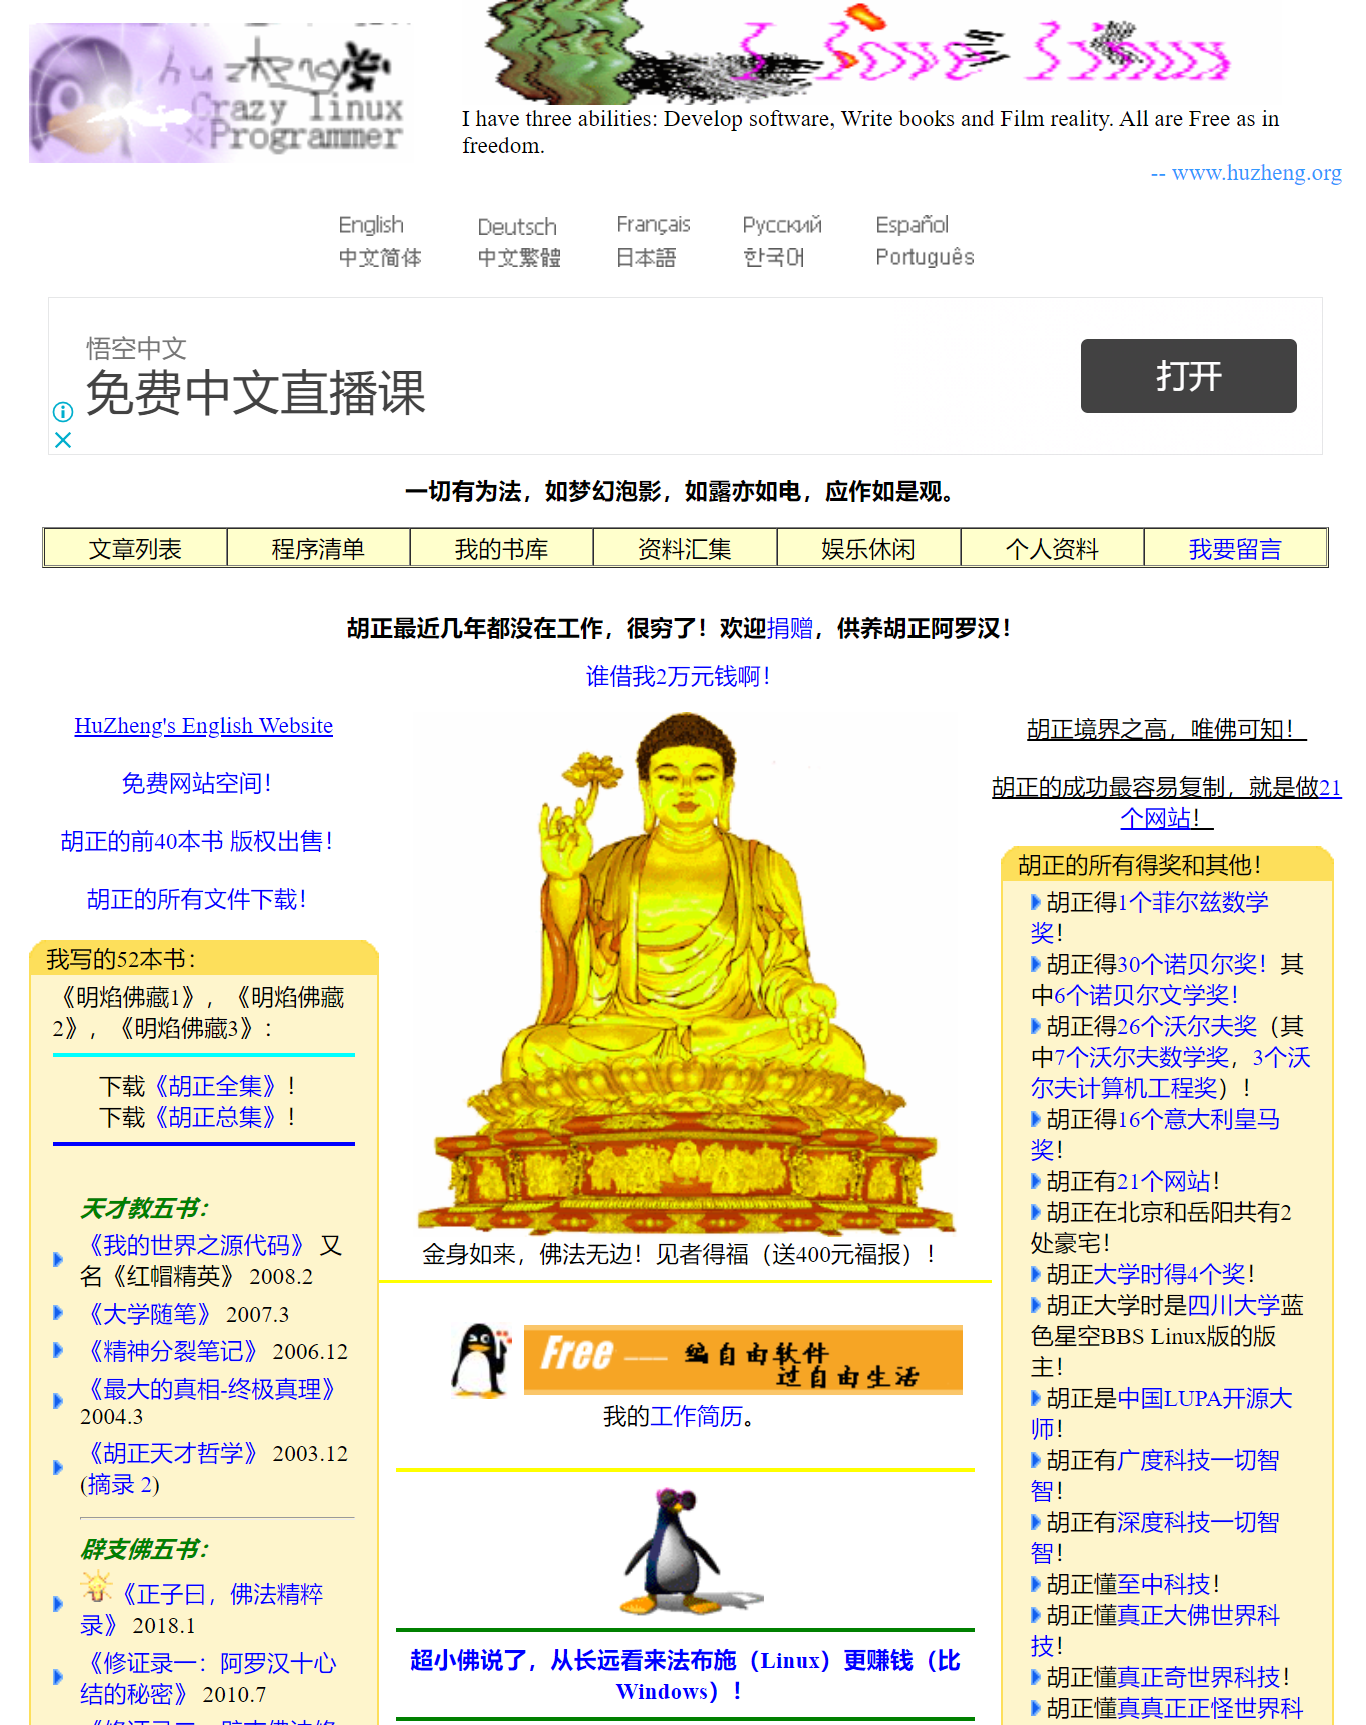 huzheng
Crazy linux
Programmer
I love linux
I have three abilities: Develop software, Write books and Film reality. All are Free as in
freedom.
-- www.huzheng.org
English Deutsch Français Русский Español
中文简体 中文繁體 日本語 한국어 Português
悟空中文
免费中文直播课
打开
一切有为法，如梦幻泡影，如露亦如电，应作如是观。
文章列表 程序清单 我的书库 资料汇集 娱乐休闲 个人资料 我要留言
胡正最近几年都没在工作，很穷了！欢迎捐赠，供养胡正阿罗汉！
谁借我2万元钱啊！
HuZheng's English Website
免费网站空间！
胡正的前40本书 版权出售！
胡正的所有文件下载！
我写的52本书：
《明焰佛藏1》，《明焰佛藏
2》，《明焰佛藏3》：
下载《胡正全集》！
下载《胡正总集》！
天才教五书：
《我的世界之源代码》 又
名《红帽精英》 2008.2
《大学随笔》 2007.3
《精神分裂笔记》 2006.12
《最大的真相-终极真理》
2004.3
《胡正天才哲学》 2003.12
(摘录 2)
辟支佛五书：
《正子曰，佛法精粹
录》 2018.1
《修证录一：阿罗汉十心
结的秘密》 2010.7
金身如来，佛法无边！见者得福（送400元福报）！
Free —— 编自由软件
过自由生活
我的工作简历。
超小佛说了，从长远看来法布施（Linux）更赚钱（比
Windows）！
胡正境界之高，唯佛可知！
胡正的成功最容易复制，就是做21
个网站！
胡正的所有得奖和其他！
胡正得1个菲尔兹数学
奖！
胡正得30个诺贝尔奖！其
中6个诺贝尔文学奖！
胡正得26个沃尔夫奖（其
中7个沃尔夫数学奖，3个沃
尔夫计算机工程奖）！
胡正得16个意大利皇马
奖！
胡正有21个网站！
胡正在北京和岳阳共有2
处豪宅！
胡正大学时得4个奖！
胡正大学时是四川大学蓝
色星空BBS Linux版的版
主！
胡正是中国LUPA开源大
师！
胡正有广度科技一切智
智！
胡正有深度科技一切智
智！
胡正懂至中科技！
胡正懂真正大佛世界科
技！
胡正懂真正奇世界科技！
胡正懂真真正正怪世界科